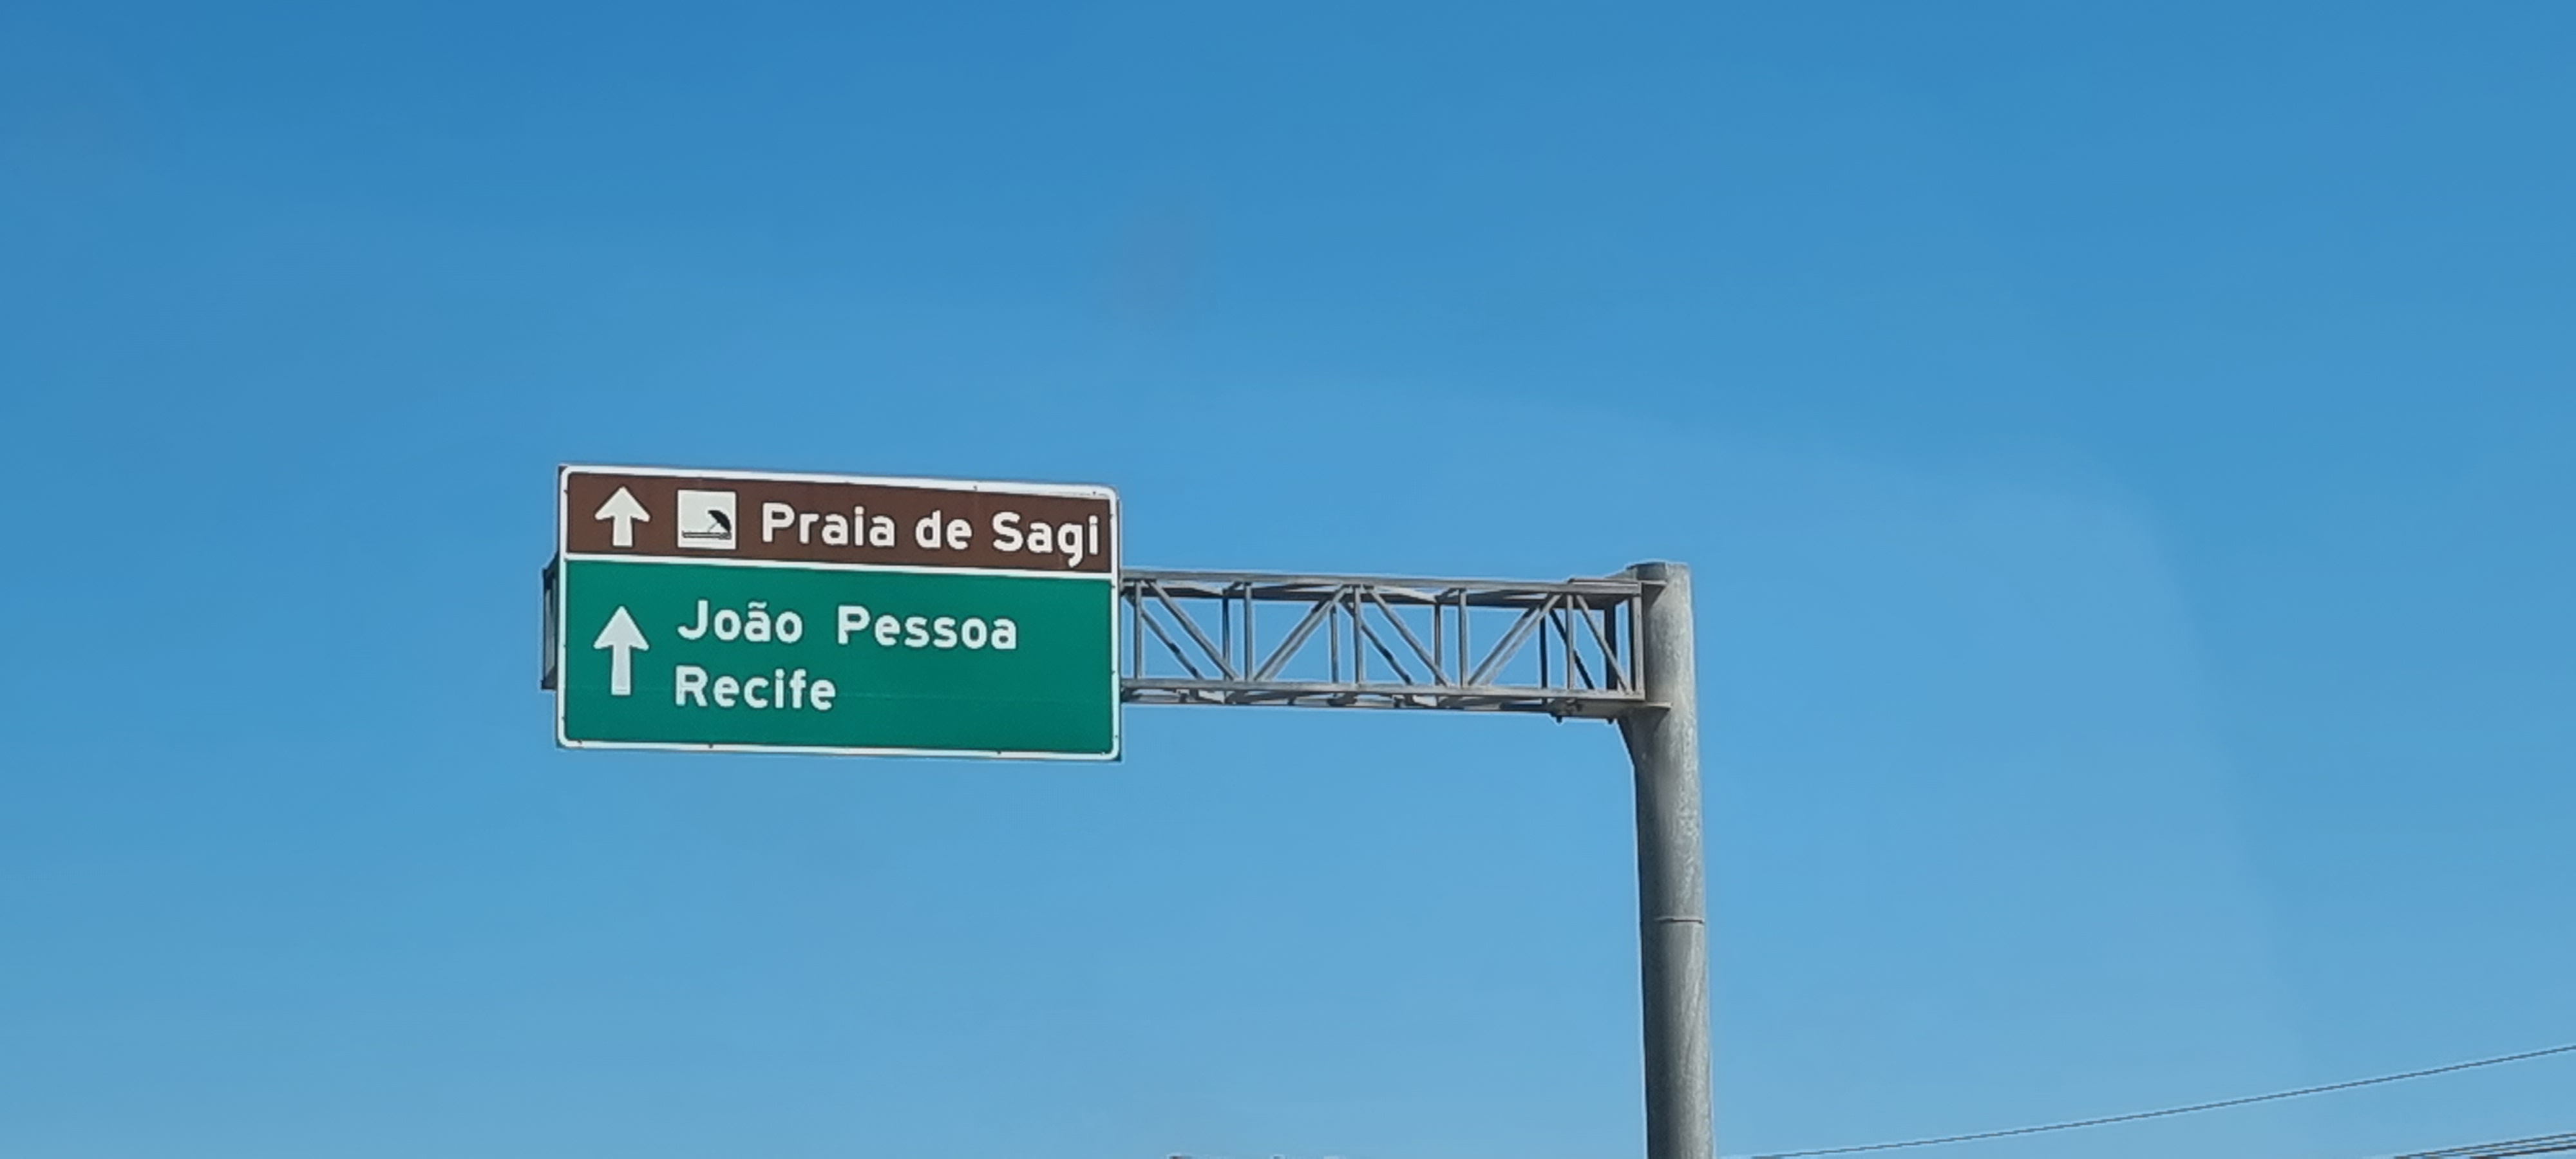 Praia de Sagi
João Pessoa
Recife